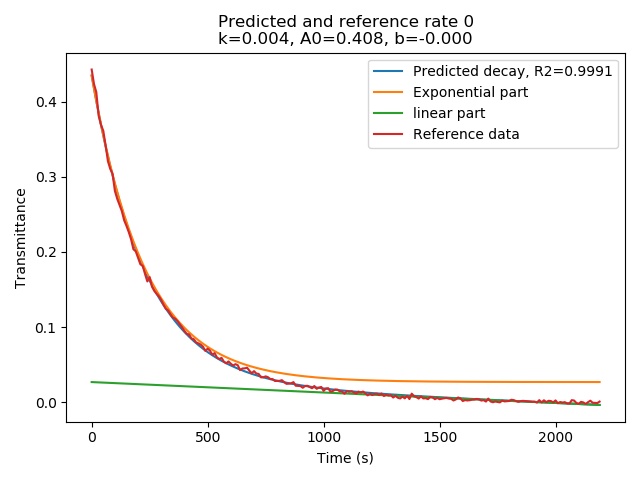 Predicted and reference rate 0
k=0.004, A0=0.408, b=-0.000
Predicted decay, R2=0.9991
Exponential part
linear part
Reference data
Transmittance
0.4
0.3
0.2
0.1
0.0
0
500
1000
1500
2000
Time (s)